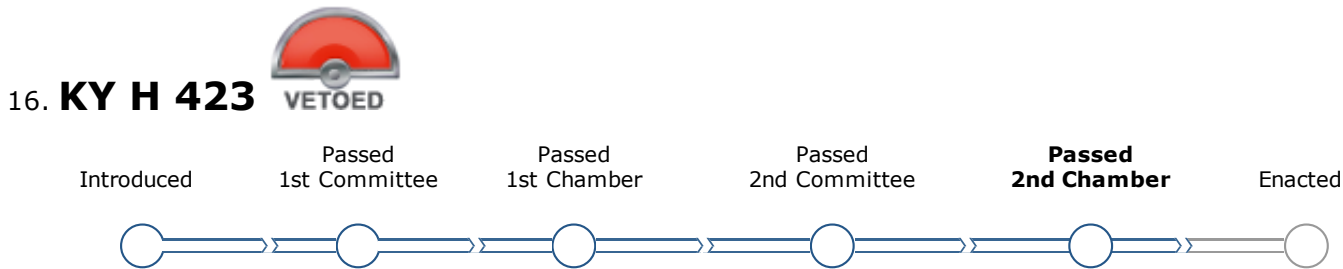 16. KY H 423 VETOED
Passed Passed Passed Passed
Introduced 1st Committee 1st Chamber 2nd Committee 2nd Chamber Enacted